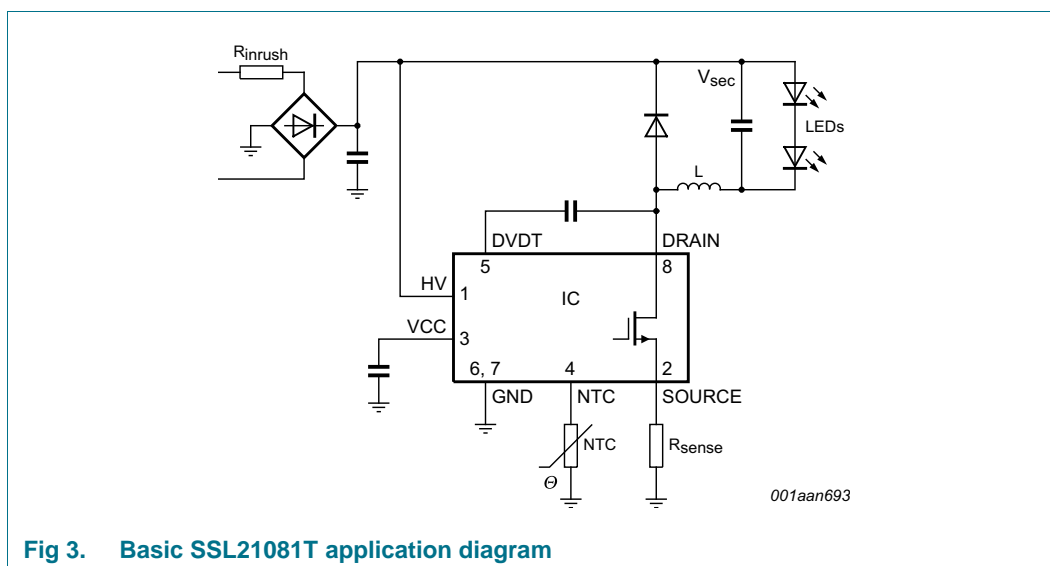 Rinrush
Vsec
LEDs
L
DVDT
DRAIN
5
8
HV
1
IC
VCC
3
6, 7
4
2
GND
NTC
SOURCE
NTC
Rsense
Θ
001aan693
Fig 3. Basic SSL21081T application diagram